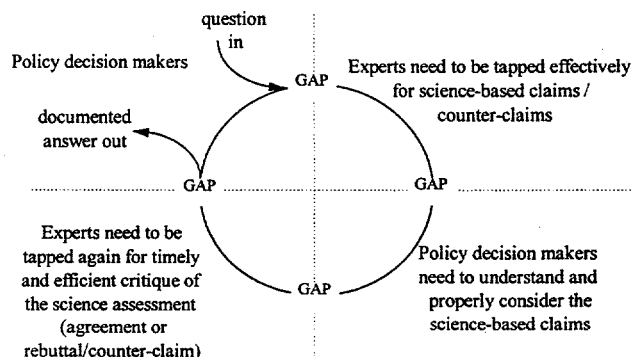 question
in
Policy decision makers
GAP
Experts need to be tapped effectively
for science-based claims /
counter-claims
documented
answer out
GAP
GAP
Experts need to be
tapped again for timely
and efficient critique of
the science assessment
(agreement or
rebuttal/counter-claim)
GAP
Policy decision makers
need to understand and
properly consider the
science-based claims